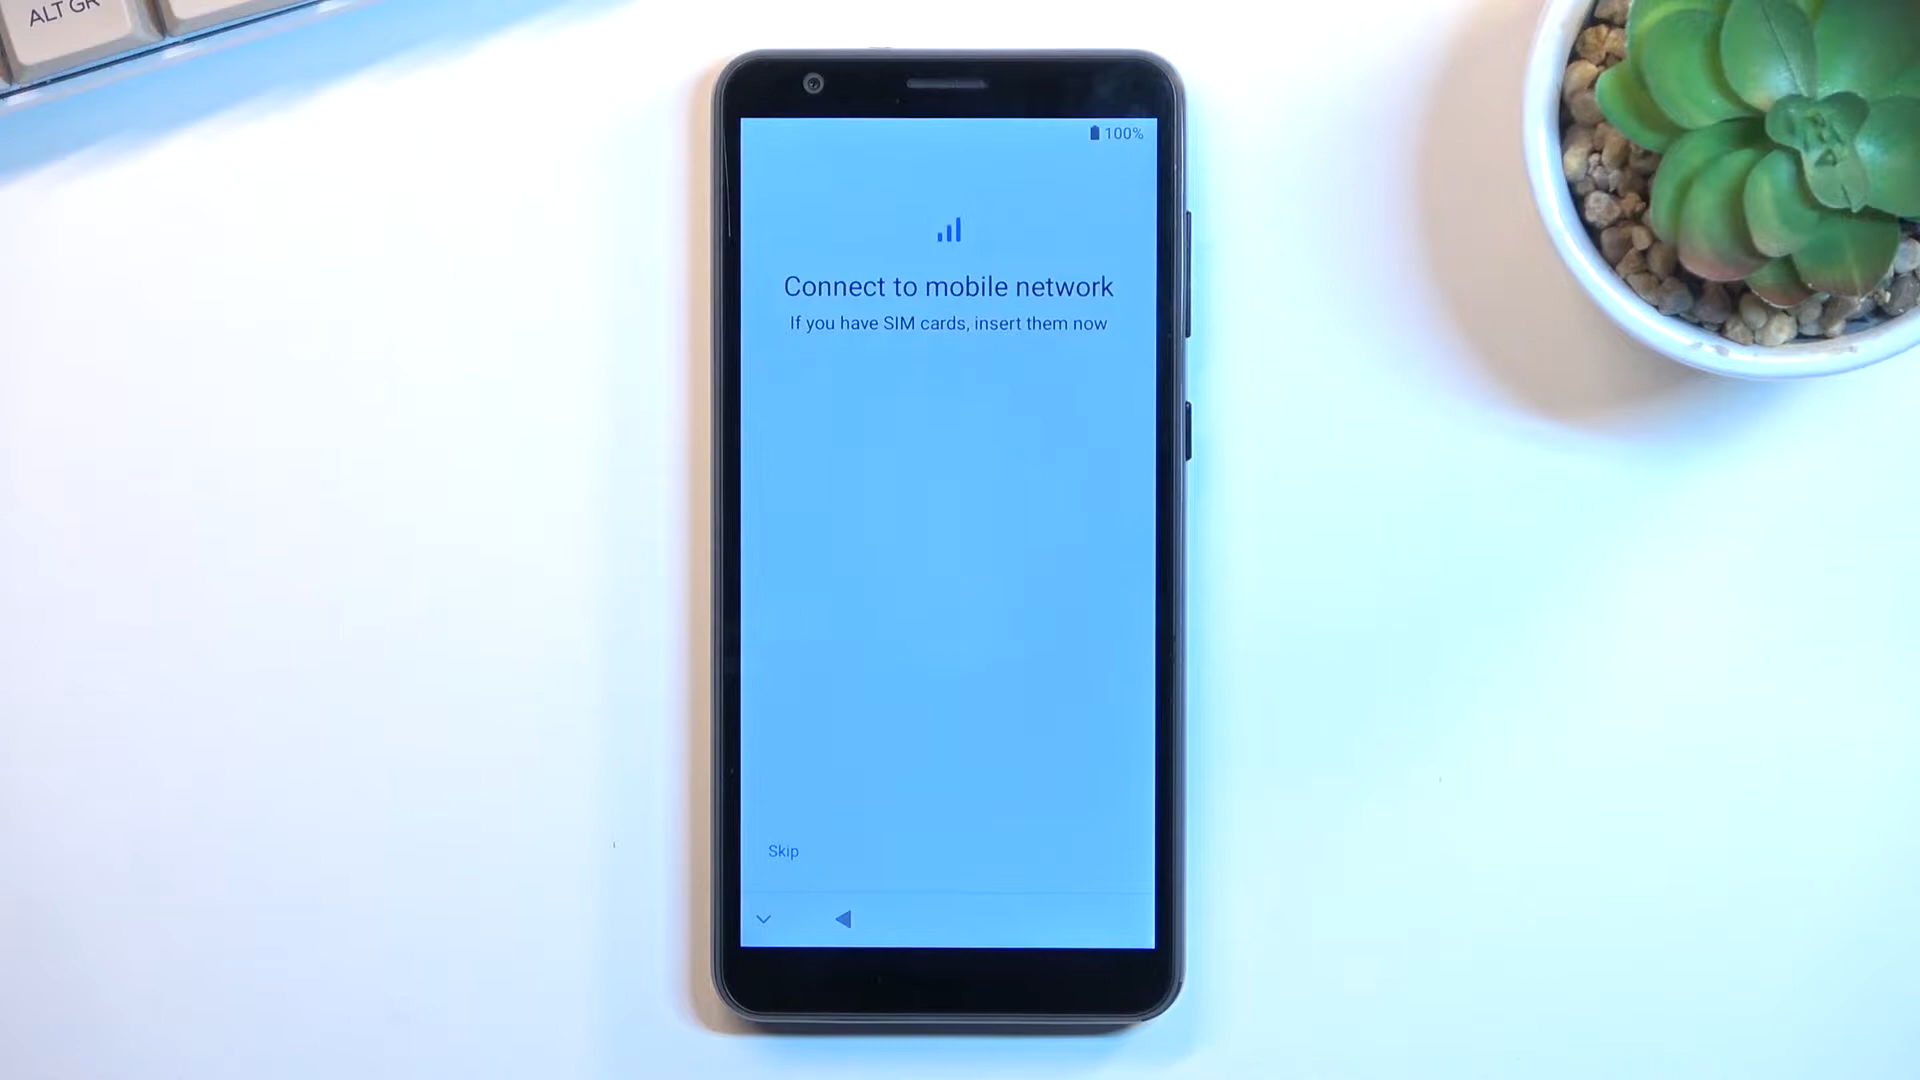 ALT GR
100%
Connect to mobile network
If you have SIM cards, insert them now
Skip